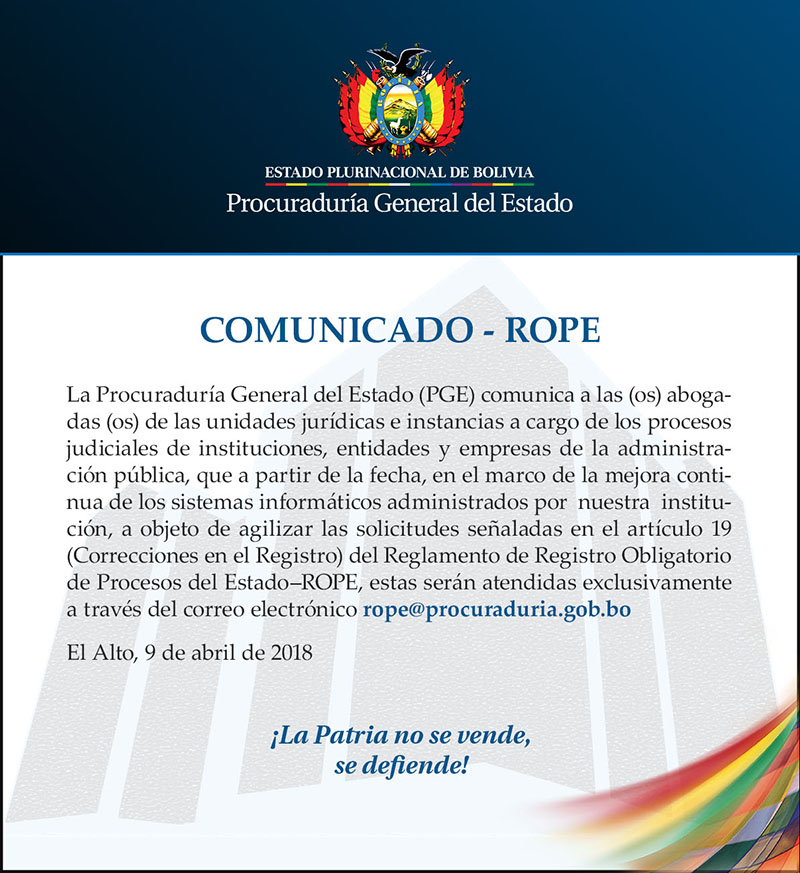 ESTADO PLURINACIONAL DE BOLIVIA
Procuraduría General del Estado
COMUNICADO - ROPE
La Procuraduría General del Estado (PGE) comunica a las (os) aboga-
das (os) de las unidades jurídicas e instancias a cargo de los procesos
judiciales de instituciones, entidades y empresas de la administra-
ción pública, que a partir de la fecha, en el marco de la mejora conti-
nua de los sistemas informáticos administrados por nuestra institu-
ción, a objeto de agilizar las solicitudes señaladas en el artículo 19
(Correcciones en el Registro) del Reglamento de Registro Obligatorio
de Procesos del Estado–ROPE, estas serán atendidas exclusivamente
a través del correo electrónico rope@procuraduria.gob.bo
El Alto, 9 de abril de 2018
¡La Patria no se vende,
se defiende!